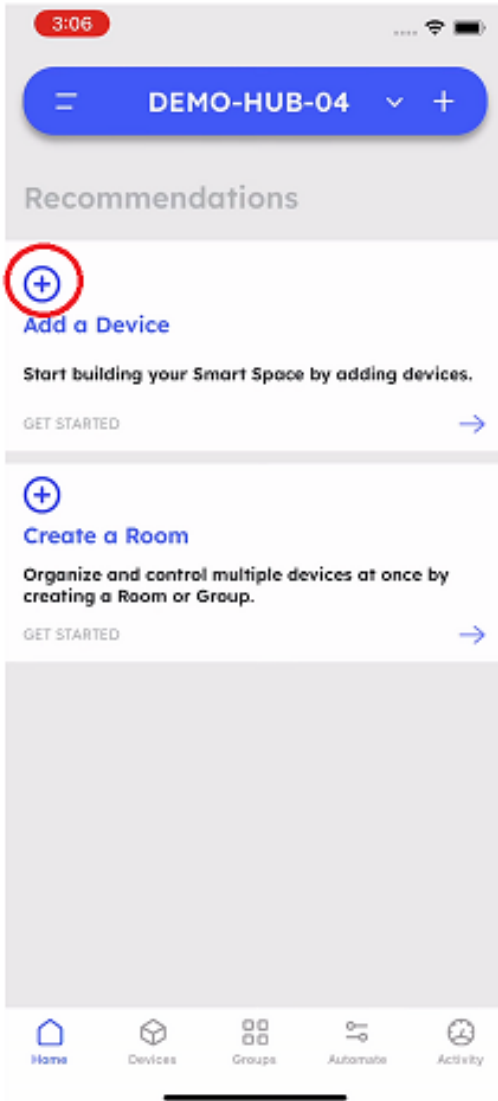 3:06
DEMO-HUB-04
Recommendations
Add a Device
Start building your Smart Space by adding devices.
GET STARTED
Create a Room
Organize and control multiple devices at once by
creating a Room or Group.
GET STARTED
Home Devices Groups Automate Activity